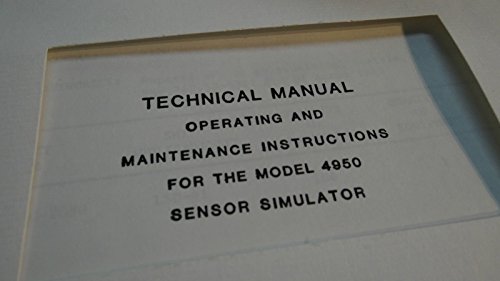 TECHNICAL MANUAL
OPERATING AND
MAINTENANCE INSTRUCTIONS
FOR THE MODEL 4950
SENSOR SIMULATOR